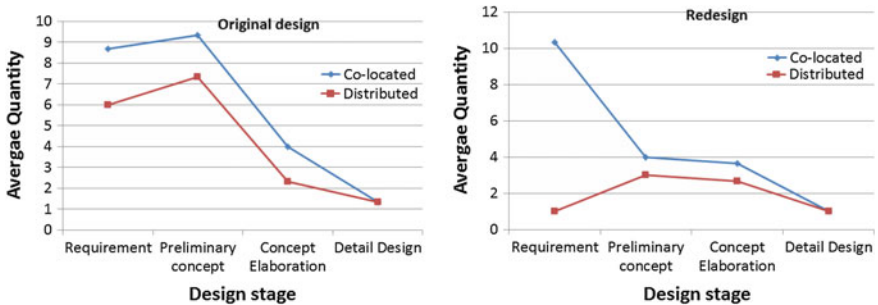 Original design
Avergae Quantity
10
9
8
7
6
5
4
3
2
1
0
Co-located
Distributed
Requirement
Preliminary
concept
Concept
Elaboration
Detail Design
Design stage
Redesign
Avergae Quantity
12
10
8
6
4
2
0
Co-located
Distributed
Requirement
Preliminary
concept
Concept
Elaboration
Detail Design
Design stage